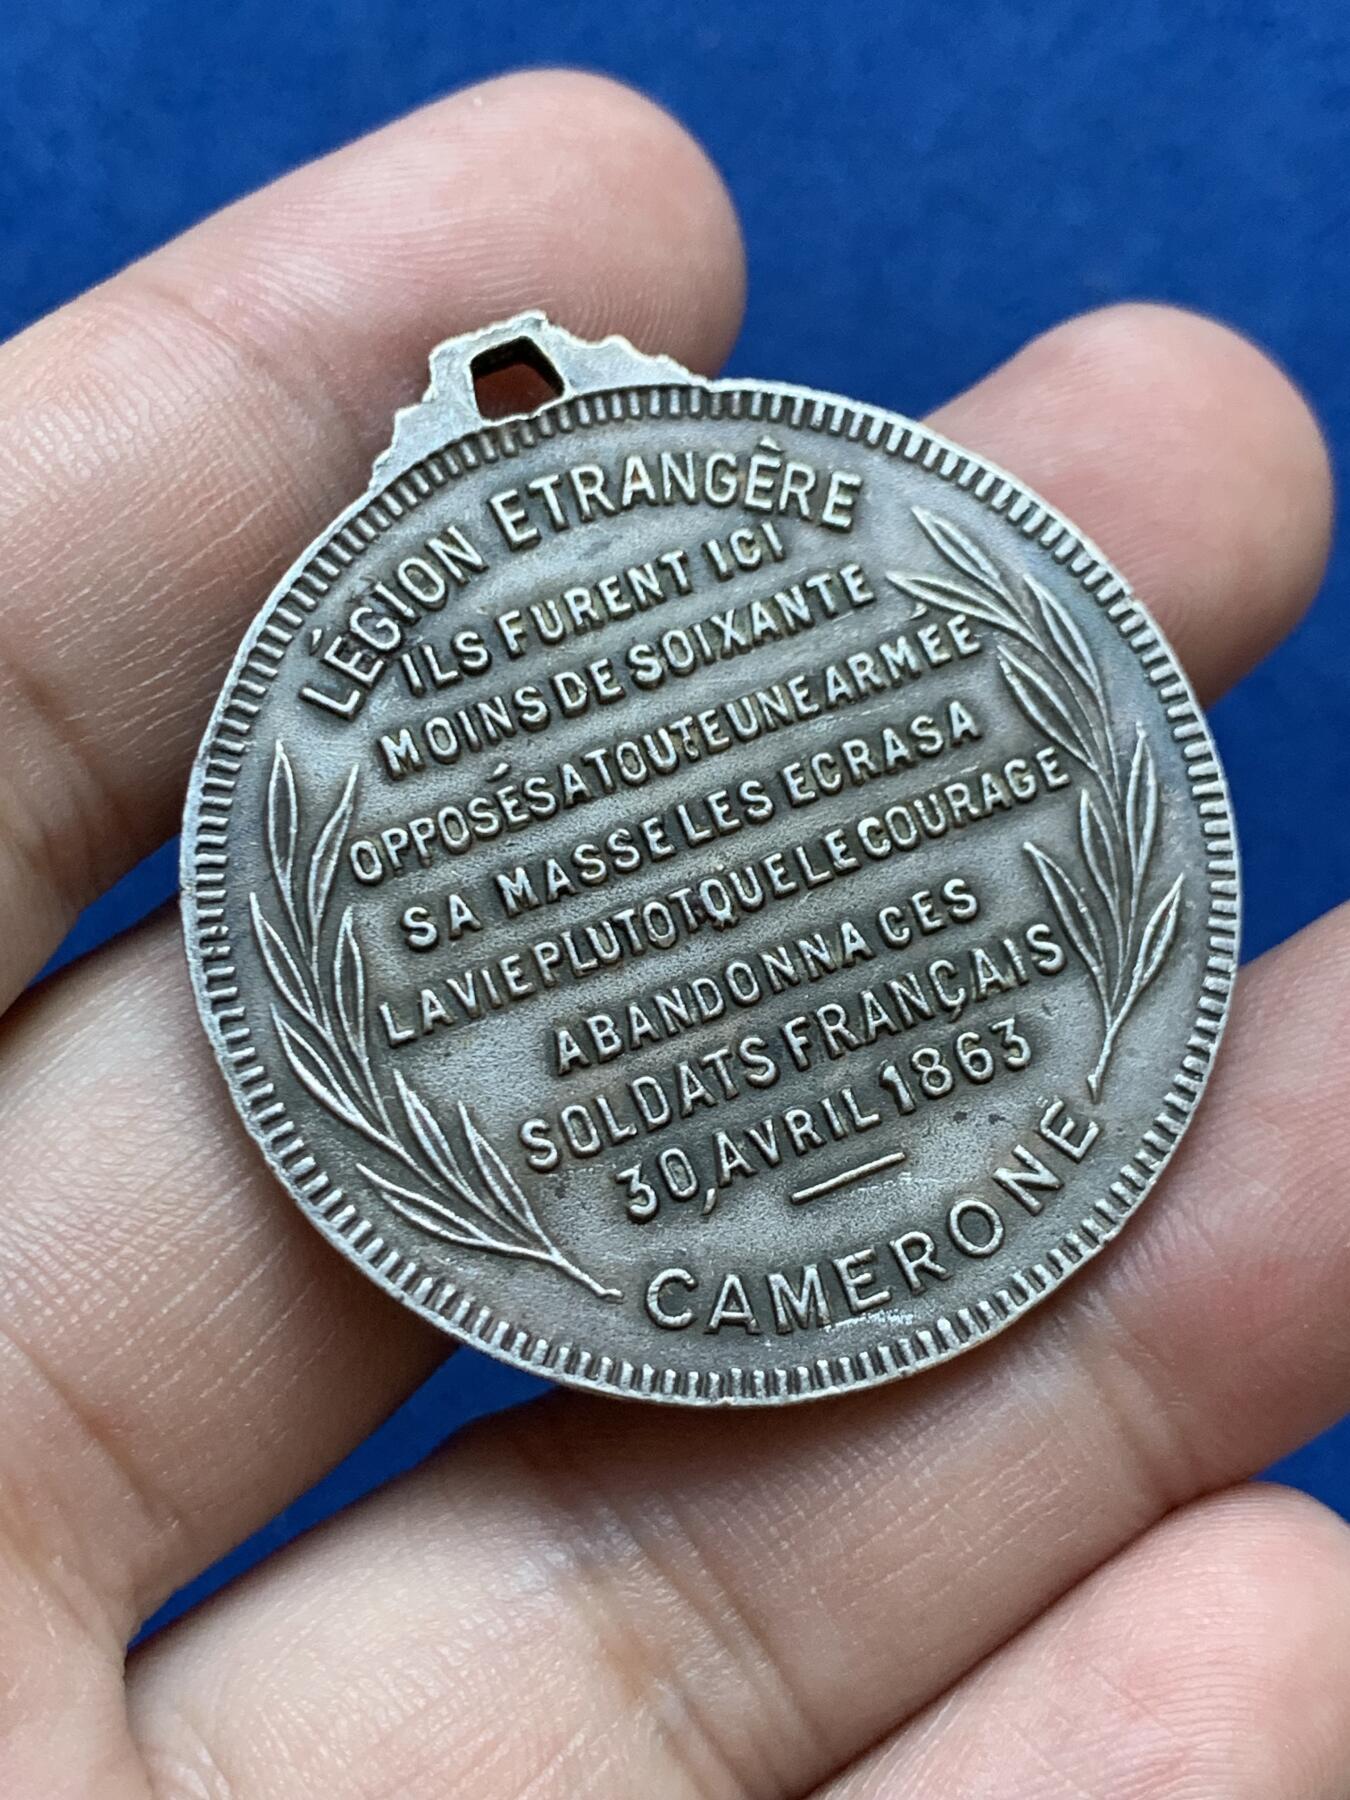 LÉGION ETRANGÊRE
ILS FURENT ICI
MOINS DE SOIXANTE
OPPOSÉS A TOUTE UNE ARMÉE
SA MASSE LES ECRASA
LA VIE PLUTOT QUE LE COURAGE
ABANDONNA CES
SOLDATS FRANÇAIS
30, AVRIL 1863
CAMERONE